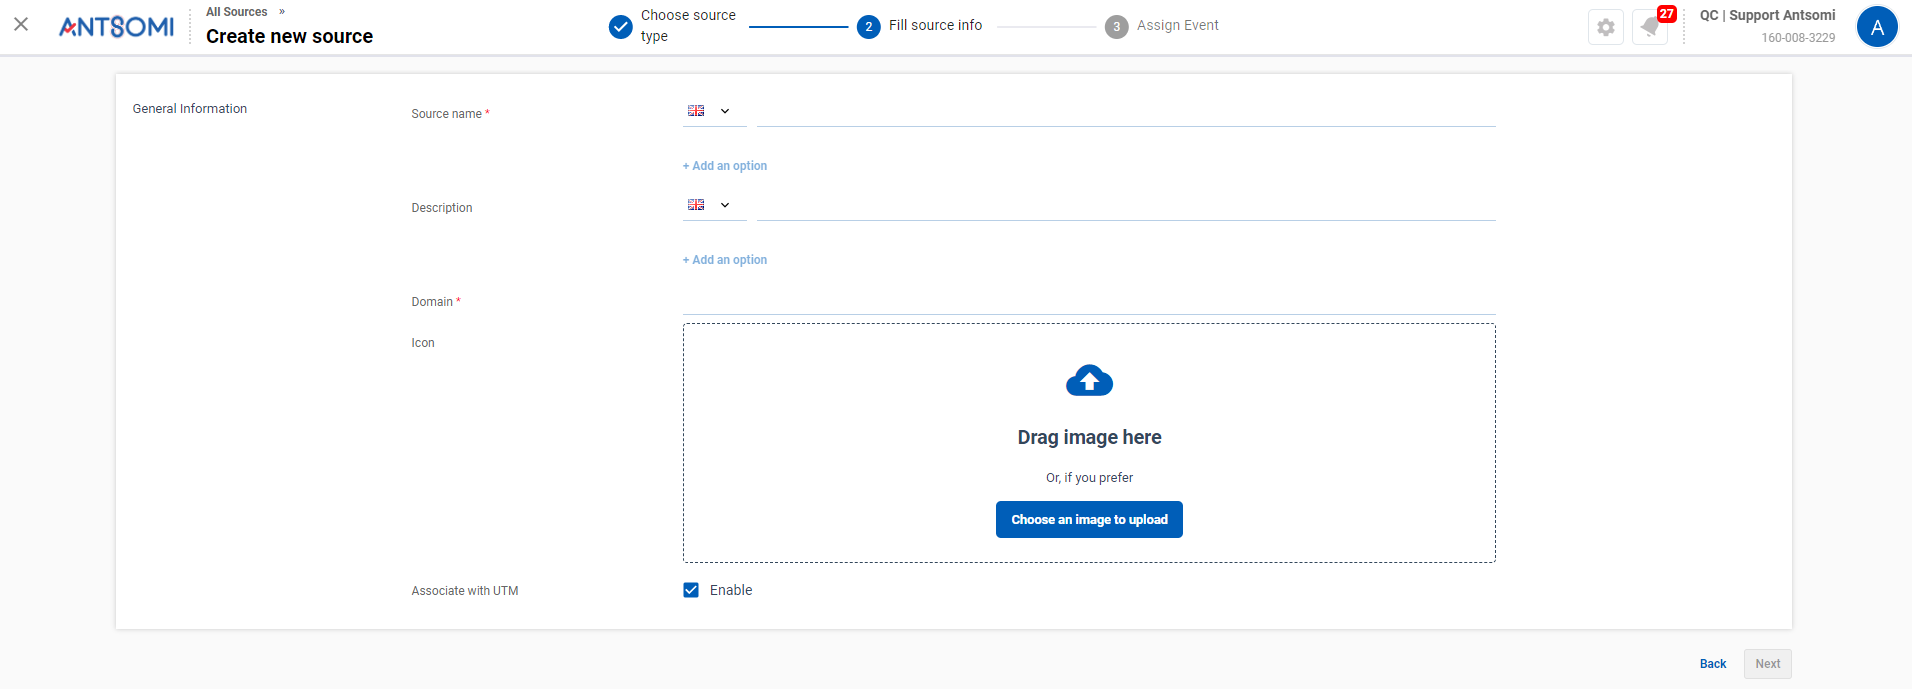 ANTSOMI
All Sources »
Create new source
Choose source
type
2 Fill source info
3 Assign Event
27
QC | Support Antsomi
160-008-3229
A
General Information
Source name *
+ Add an option
Description
+ Add an option
Domain *
Icon
Drag image here
Or, if you prefer
Choose an image to upload
Associate with UTM
Enable
Back
Next